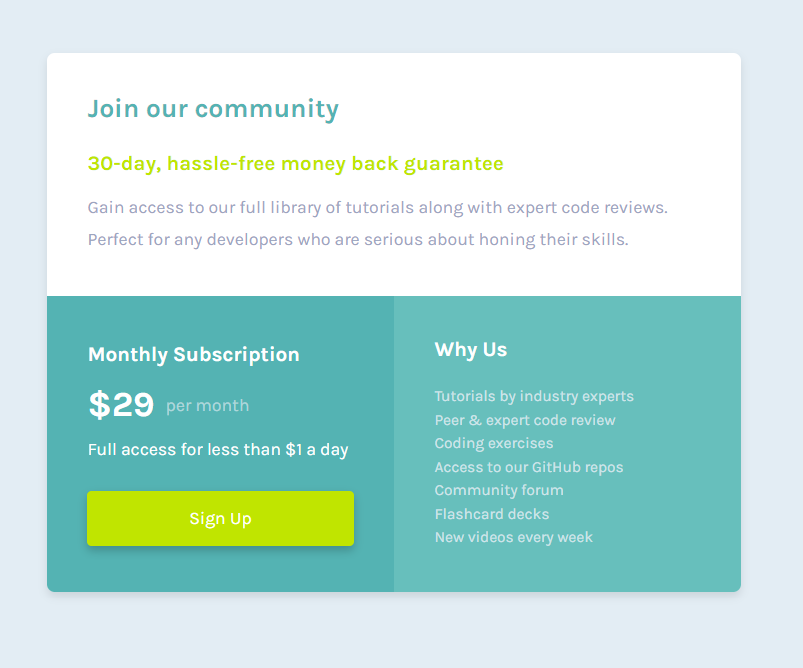 Join our community
30-day, hassle-free money back guarantee
Gain access to our full library of tutorials along with expert code reviews.
Perfect for any developers who are serious about honing their skills.
Monthly Subscription
$29 per month
Full access for less than $1 a day
Sign Up
Why Us
Tutorials by industry experts
Peer & expert code review
Coding exercises
Access to our GitHub repos
Community forum
Flashcard decks
New videos every week